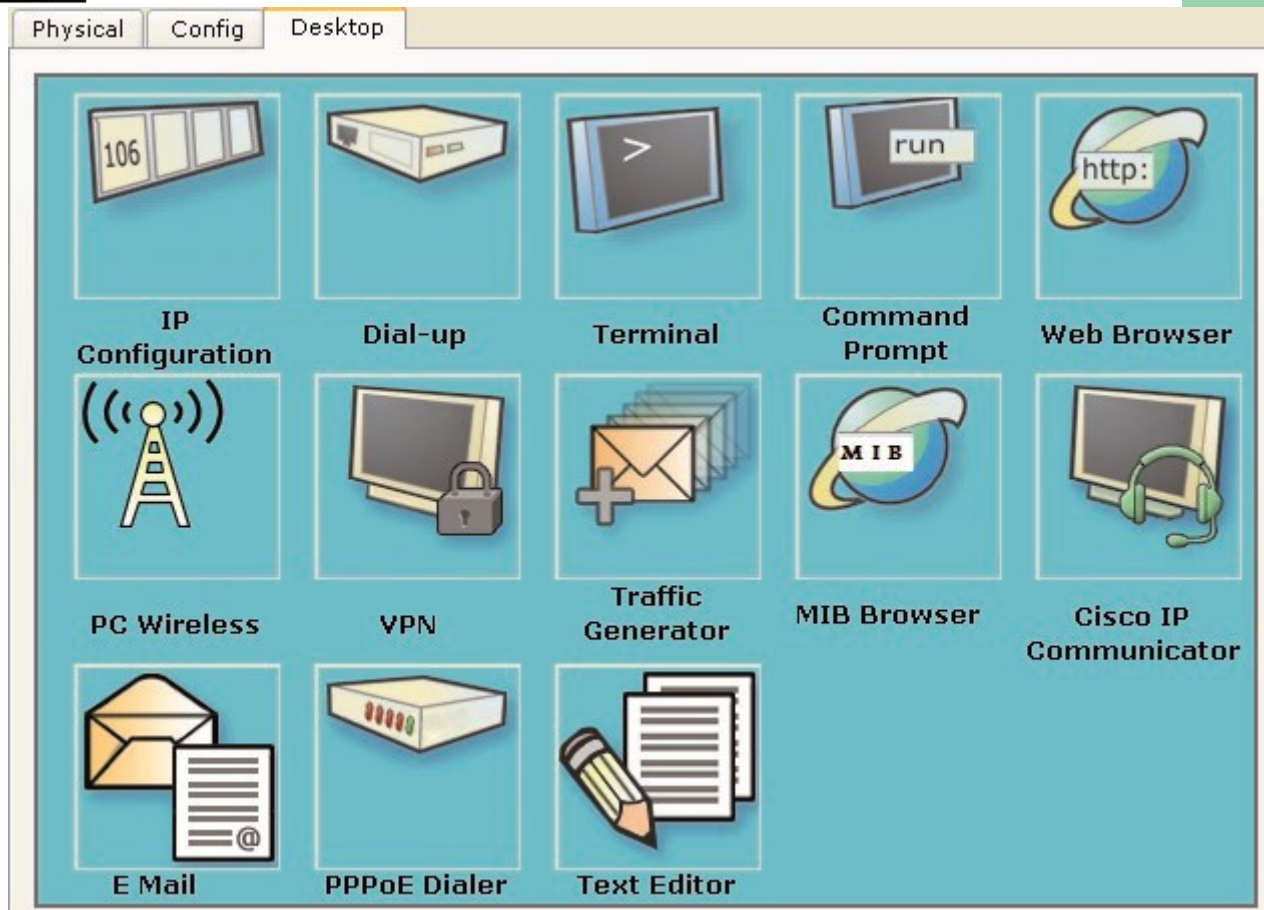 Physical Config Desktop
106
>
run
http:
IP
Configuration
Dial-up
Terminal
Command
Prompt
Web Browser
MIB
PC Wireless
VPN
Traffic
Generator
MIB Browser
Cisco IP
Communicator
@
E Mail
PPPoE Dialer
Text Editor